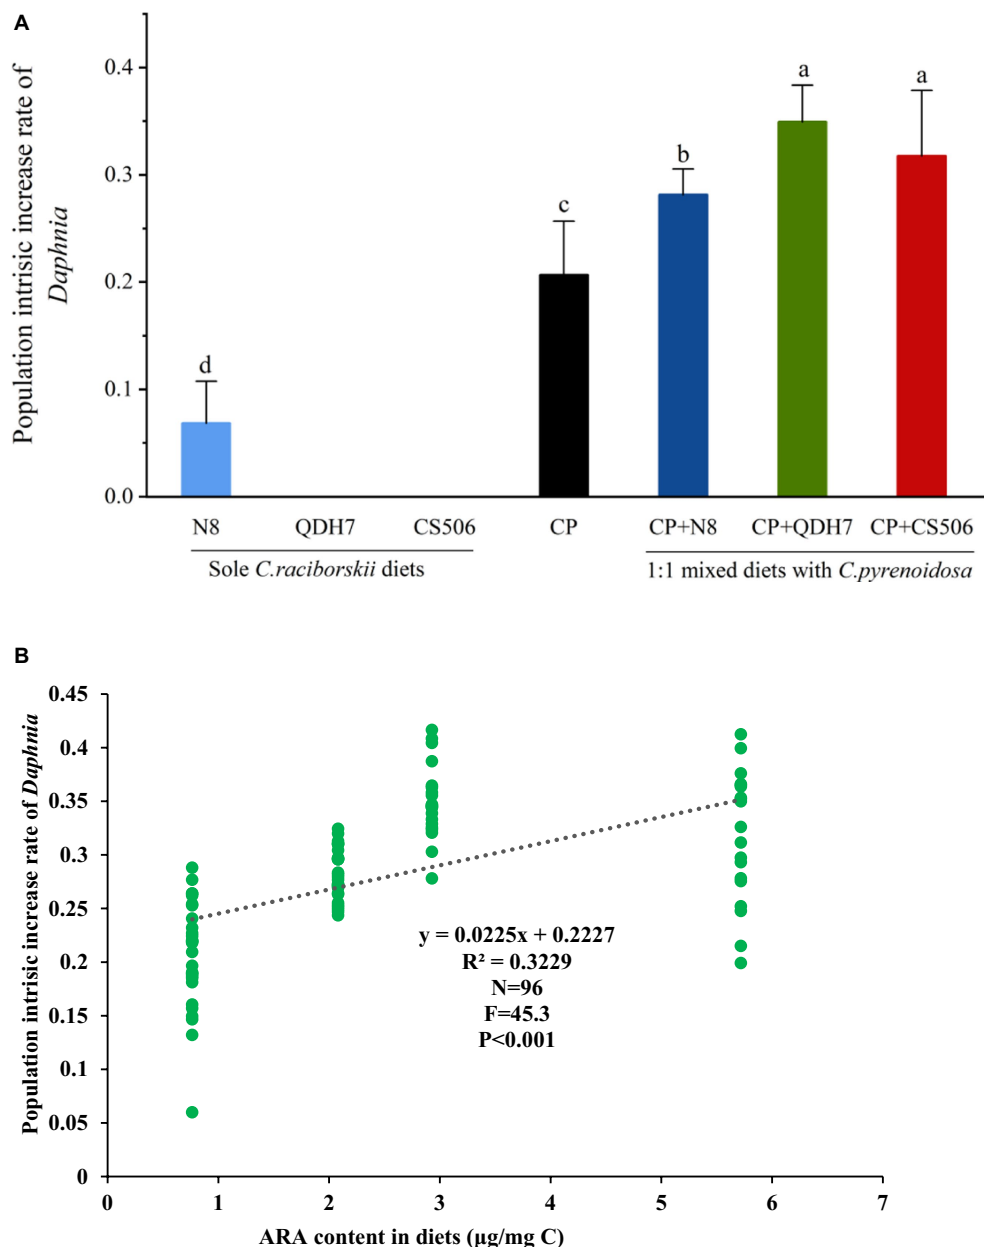 A
Population intrisic increase rate of
Daphnia
0.4
0.3
0.2
0.1
0.0
d
c
b
a
a
N8 QDH7 CS506 CP CP+N8 CP+QDH7 CP+CS506
Sole C.raciborskii diets
1:1 mixed diets with C.pyrenoidosa
B
Population intrisic increase rate of Daphnia
0.45
0.4
0.35
0.3
0.25
0.2
0.15
0.1
0.05
0
y = 0.0225x + 0.2227
R² = 0.3229
N=96
F=45.3
P<0.001
0 1 2 3 4 5 6 7
ARA content in diets (μg/mg C)